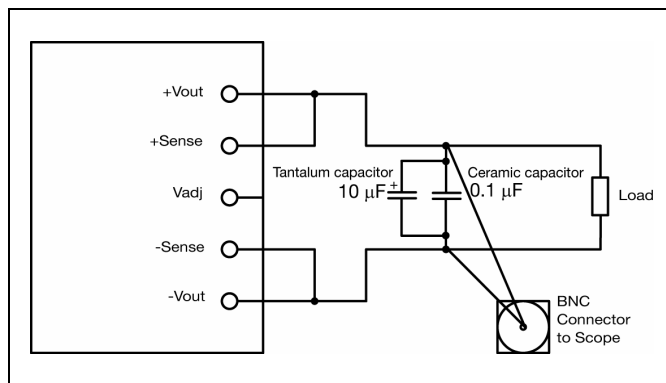 +Vout
+Sense
Vadj
-Sense
-Vout
Tantalum capacitor
10 μF
+
Ceramic capacitor
0.1 μF
Load
BNC
Connector
to Scope